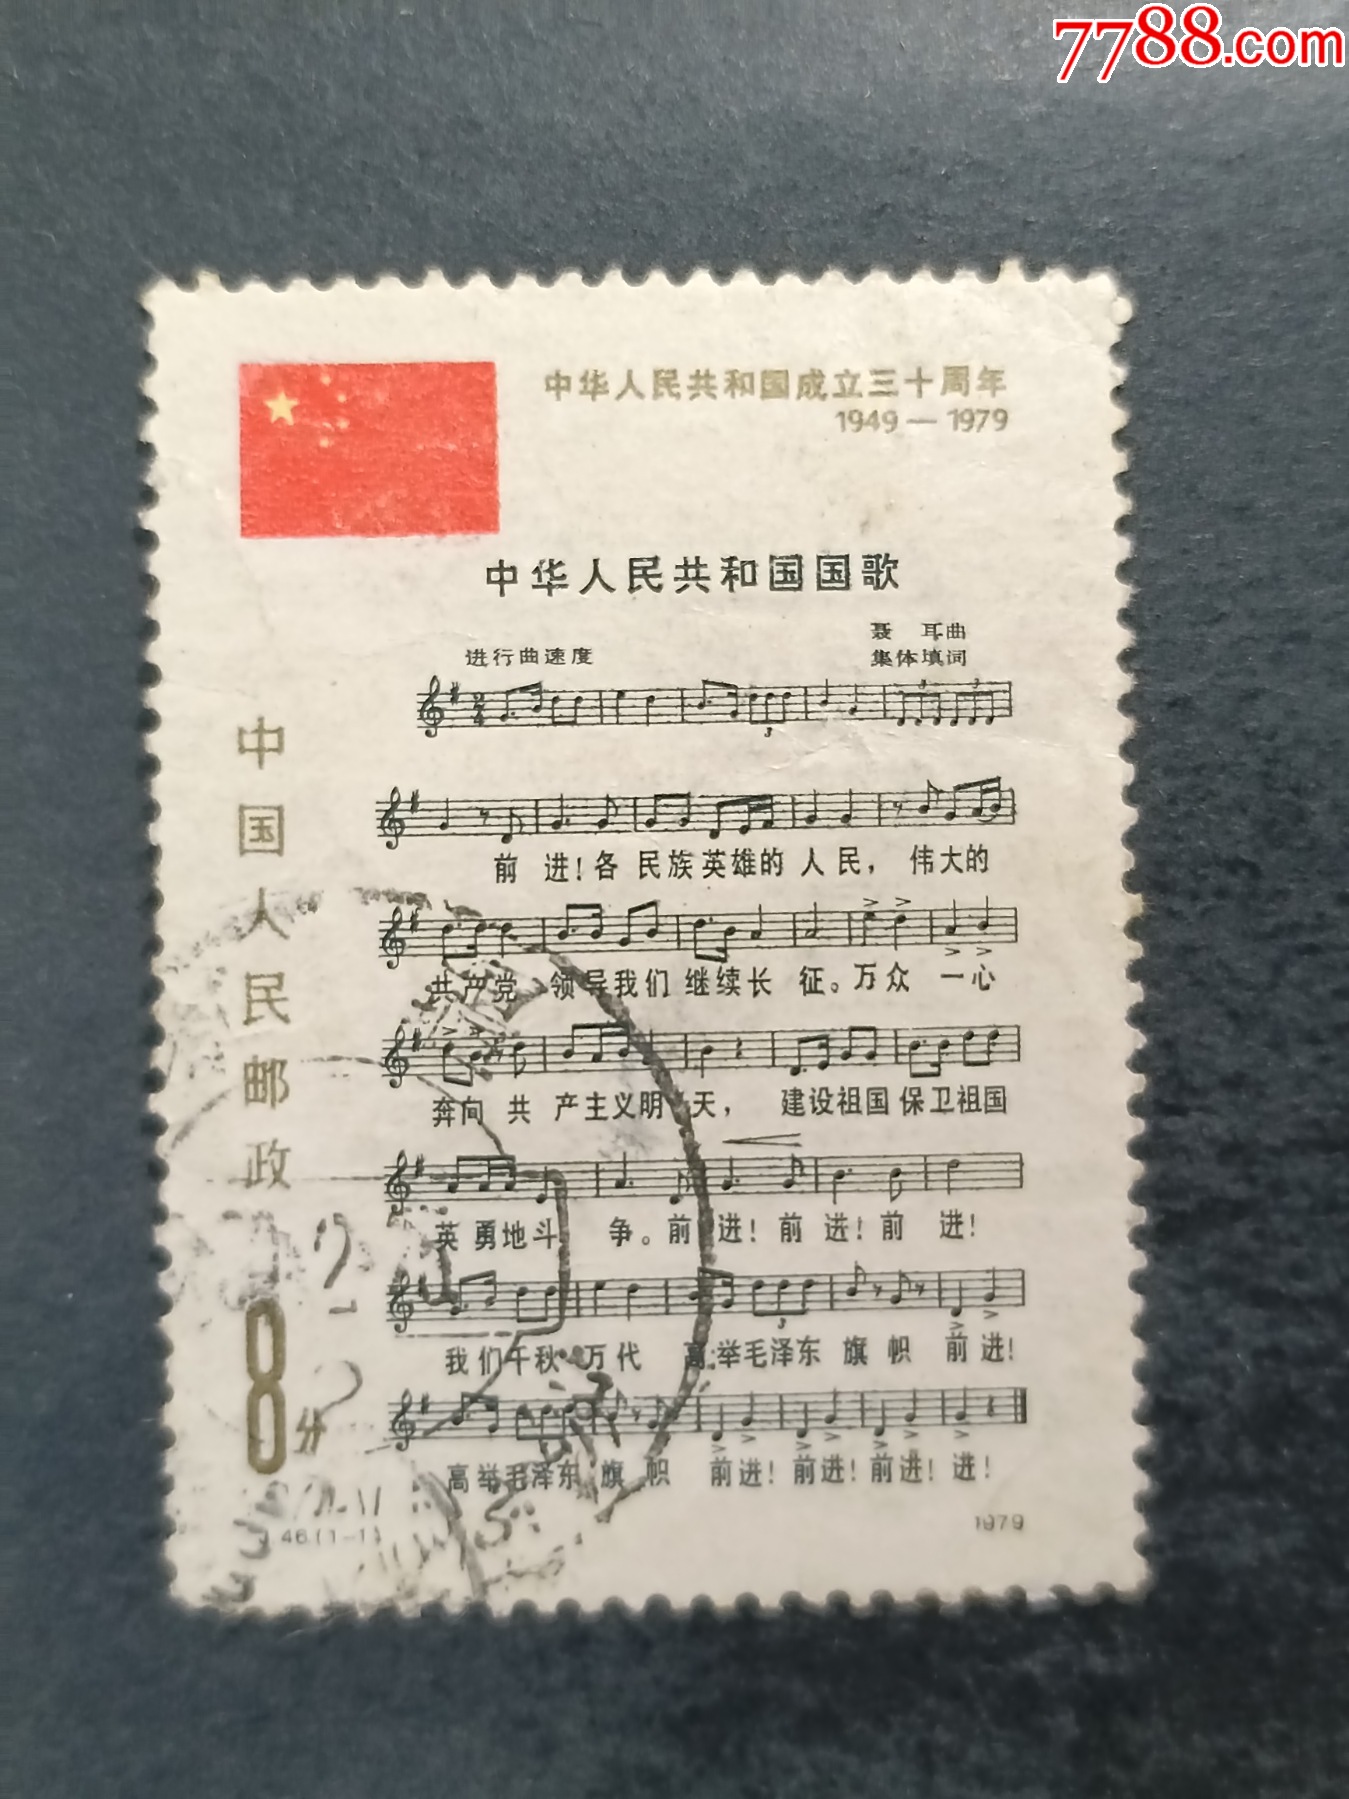 7788.com
中华人民共和国成立三十周年
1949—1979
中华人民共和国国歌
聂 耳曲
进行曲速度
集体填词
前 进！各 民族英雄的 人民， 伟大的
共产党 领导我们 继续长 征。万众 一心
奔向 共 产主义明 天， 建设祖国 保卫祖国
英 勇地斗 争。前 进！前 进！前 进！
我们千秋 万代 高举毛泽东 旗 帜 前进！
高举毛泽东 旗 帜 前进！前进！前进！进！
中国人民邮政
8分
J.46.(1-1)
1979